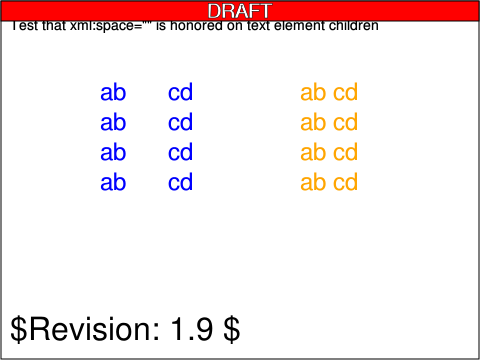 DRAFT
Test that xml:space="" is honored on text element children
ab cd ab cd
ab cd ab cd
ab cd ab cd
ab cd ab cd
$Revision: 1.9 $